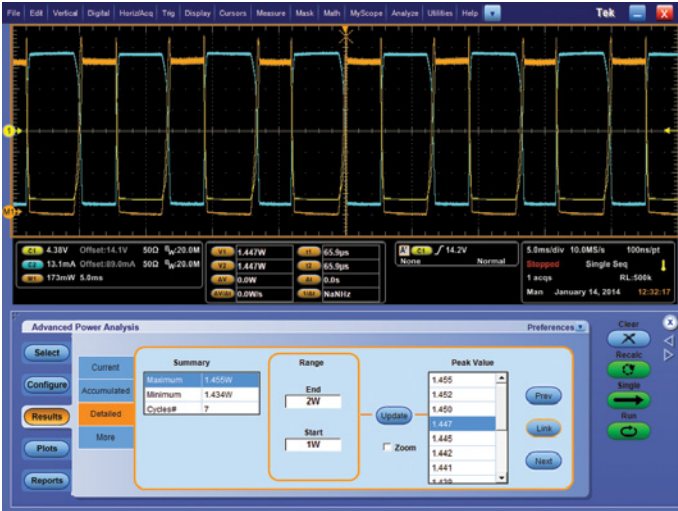 File Edit Vertical Digital Horiz/Acq Trig Display Cursors Measure Mask Math MyScope Analyze Utilities Help Tek X
1
M1
C1 4.38V Offset:14.1V 50Ω BW:20.0M
C2 13.1mA Offset:89.0mA 50Ω BW:20.0M
M1 173mW 5.0ms
V1 1.447W t1 65.9µs
V2 1.447W t2 65.9µs
ΔV 0.0W Δt 0.0s
ΔV/Δt 0.0W/s 1/Δt NaNHz
A' C1 14.2V
None Normal
5.0ms/div 10.0MS/s 100ns/pt
Stopped Single Seq
1 acqs RL:500k
Man January 14, 2014 12:32:17
Advanced Power Analysis Preferences Clear X
Select
Configure
Results
Plots
Reports
Current
Accumulated
Detailed
More
Summary
Maximum 1.455W
Minimum 1.434W
Cycles# 7
Range
End
2W
Start
1W
Update
Zoom
Peak Value
1.455
1.452
1.450
1.447
1.445
1.442
1.441
1.439
Prev
Link
Next
Recalc
Single
Run